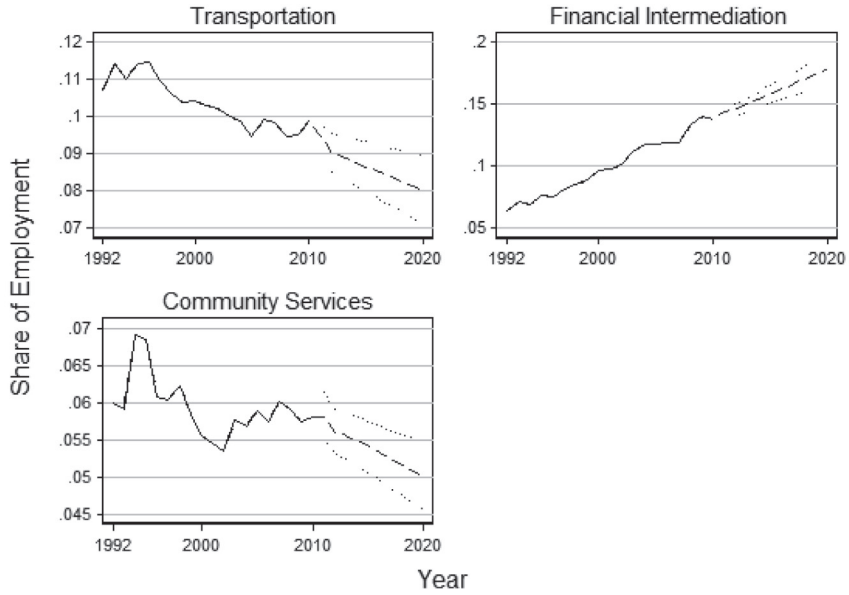 Transportation
.12
.11
.1
.09
.08
.07
1992 2000 2010 2020
Financial Intermediation
.2
.15
.1
.05
1992 2000 2010 2020
Community Services
.07
.065
.06
.055
.05
.045
1992 2000 2010 2020
Share of Employment
Year